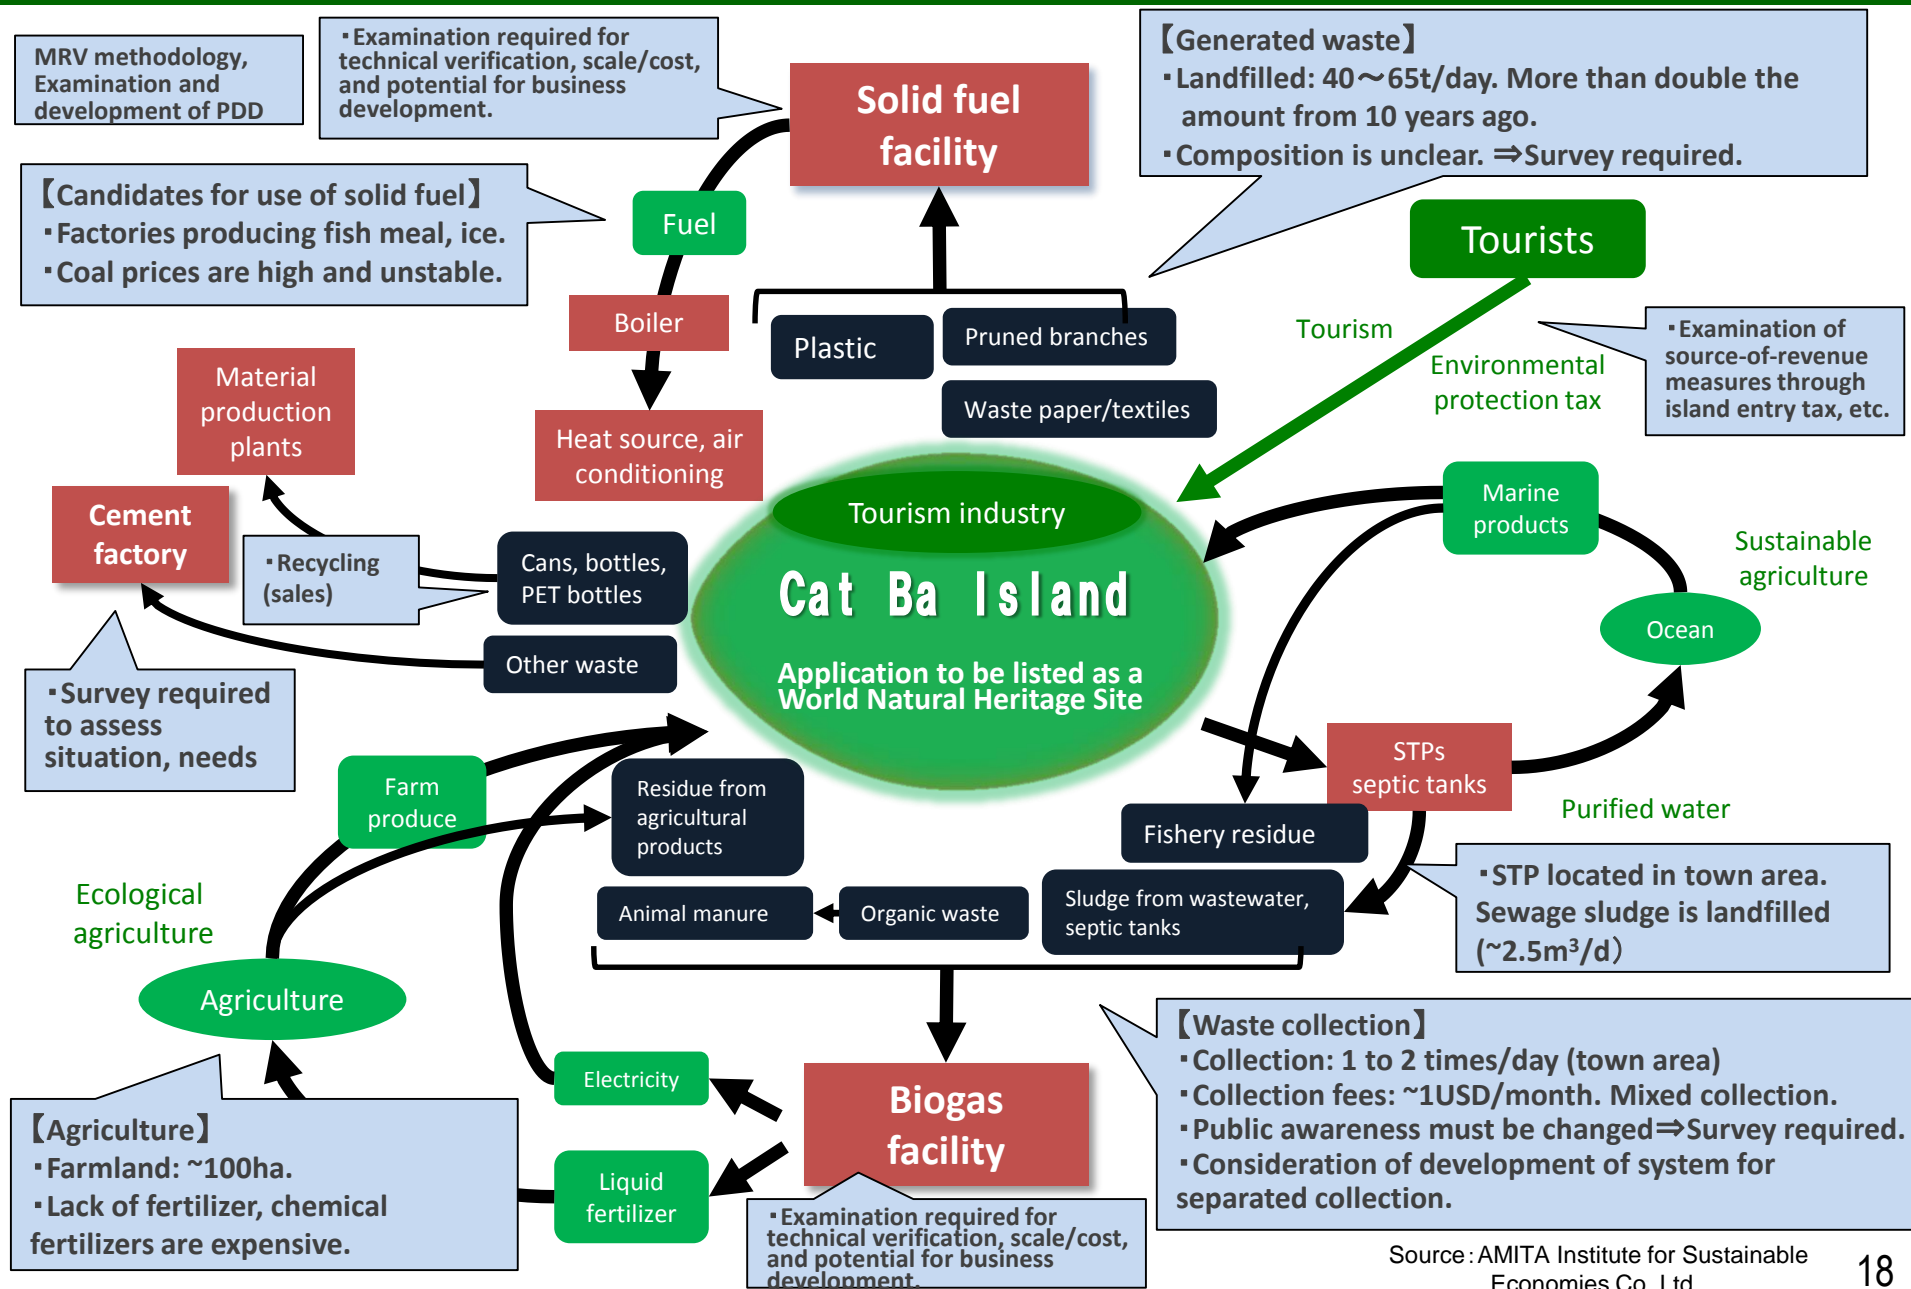 MRV methodology,
Examination and
development of PDD
・Examination required for
technical verification, scale/cost,
and potential for business
development.
Solid fuel
facility
【Generated waste】
・Landfilled: 40～65t/day. More than double the
amount from 10 years ago.
・Composition is unclear. ⇒Survey required.
【Candidates for use of solid fuel】
・Factories producing fish meal, ice.
・Coal prices are high and unstable.
Fuel
Tourists
Boiler
Plastic
Pruned branches
Waste paper/textiles
Tourism
Environmental
protection tax
・Examination of
source-of-revenue
measures through
island entry tax, etc.
Material
production
plants
Heat source, air
conditioning
Cement
factory
・Recycling
(sales)
Cans, bottles,
PET bottles
Other waste
Tourism industry
Cat Ba Island
Application to be listed as a
World Natural Heritage Site
Marine
products
Sustainable
agriculture
Ocean
・Survey required
to assess
situation, needs
STPs
septic tanks
Purified water
Farm
produce
Residue from
agricultural
products
Fishery residue
Ecological
agriculture
Animal manure
Organic waste
Sludge from wastewater,
septic tanks
・STP located in town area.
Sewage sludge is landfilled
(~2.5m³/d）
Agriculture
Electricity
Biogas
facility
Liquid
fertilizer
【Waste collection】
・Collection: 1 to 2 times/day (town area)
・Collection fees: ~1USD/month. Mixed collection.
・Public awareness must be changed⇒Survey required.
・Consideration of development of system for
separated collection.
【Agriculture】
・Farmland: ~100ha.
・Lack of fertilizer, chemical
fertilizers are expensive.
・Examination required for
technical verification, scale/cost,
and potential for business
development.
Source：AMITA Institute for Sustainable
Economies Co. Ltd
18